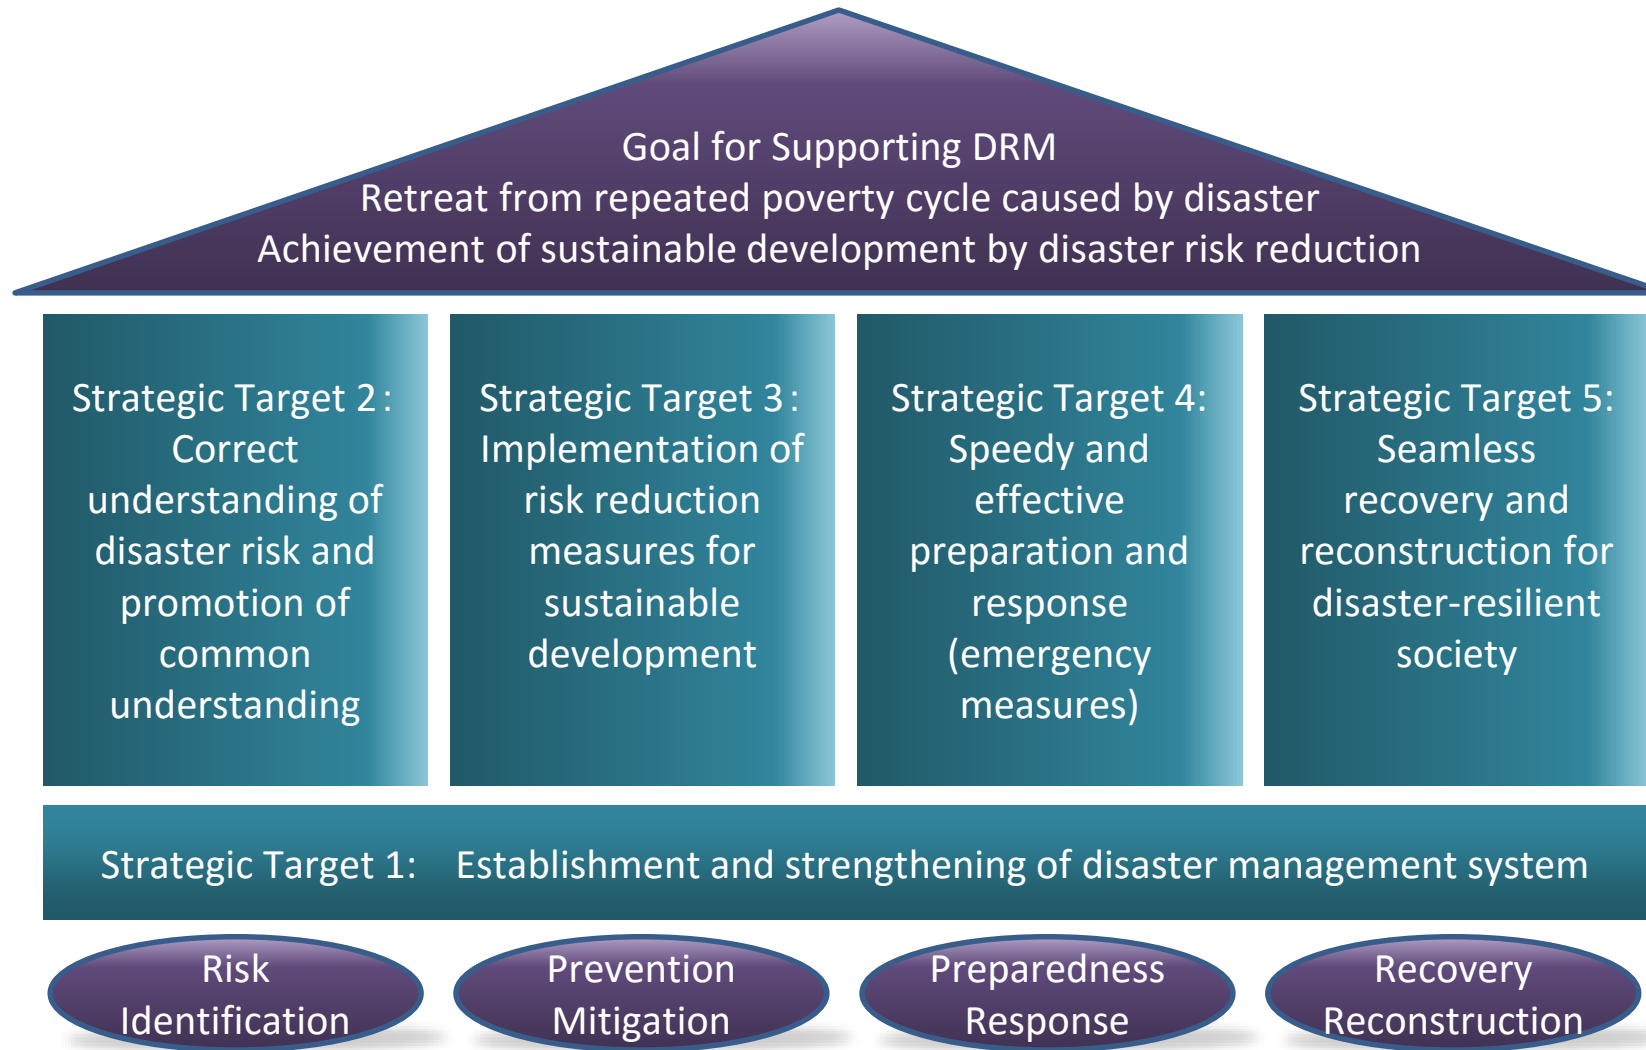 Goal for Supporting DRM
Retreat from repeated poverty cycle caused by disaster
Achievement of sustainable development by disaster risk reduction
Strategic Target 2:
Correct
understanding of
disaster risk and
promotion of
common
understanding
Strategic Target 3:
Implementation of
risk reduction
measures for
sustainable
development
Strategic Target 4:
Speedy and
effective
preparation and
response
(emergency
measures)
Strategic Target 5:
Seamless
recovery and
reconstruction for
disaster-resilient
society
Strategic Target 1: Establishment and strengthening of disaster management system
Risk
Identification
Prevention
Mitigation
Preparedness
Response
Recovery
Reconstruction